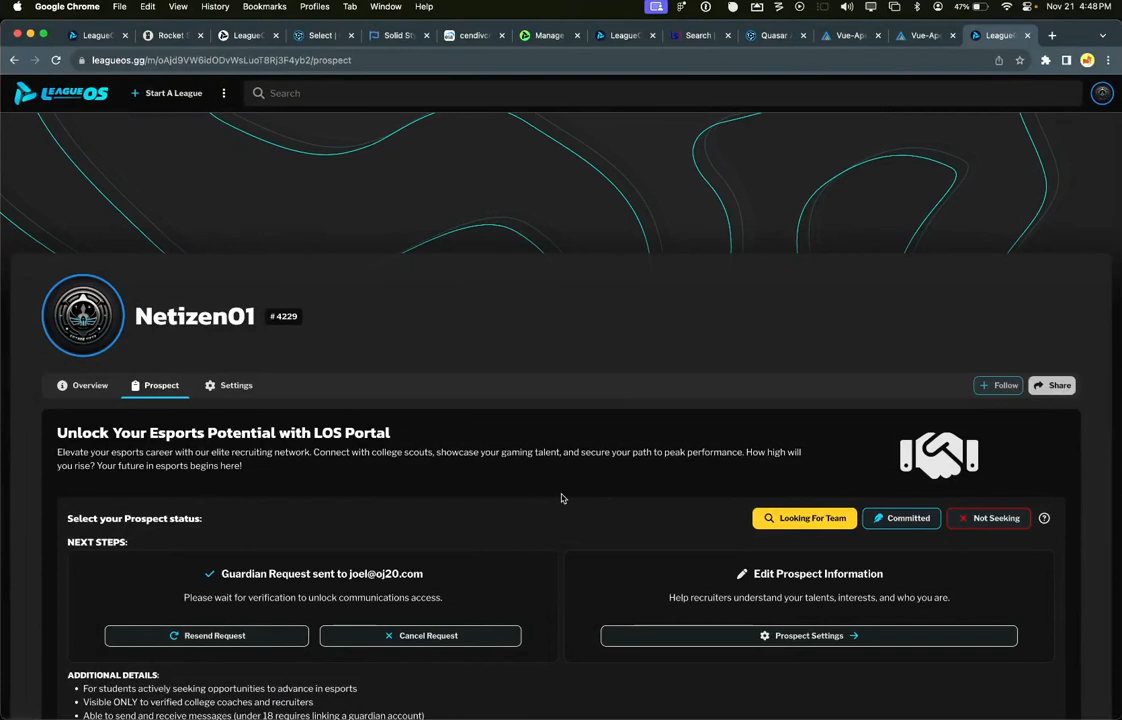 Google Chrome File Edit View History Bookmarks Profiles Tab Window Help 47% Nov 21 4:48 PM
LeagueO Rocket S LeagueO Select | Solid Sty cendivor Manage LeagueO Search | Quasar Vue-Ap Vue-Ap League
leagueos.gg/m/oAjd9VW6idODvWsLuoT8Rj3F4yb2/prospect
LEAGUEOS + Start A League Search
Netizen01 # 4229
Overview Prospect Settings + Follow Share
Unlock Your Esports Potential with LOS Portal
Elevate your esports career with our elite recruiting network. Connect with college scouts, showcase your gaming talent, and secure your path to peak performance. How high will
you rise? Your future in esports begins here!
Select your Prospect status: Looking For Team Committed Not Seeking
NEXT STEPS:
Guardian Request sent to joel@oj20.com Edit Prospect Information
Please wait for verification to unlock communications access. Help recruiters understand your talents, interests, and who you are.
Resend Request Cancel Request Prospect Settings
ADDITIONAL DETAILS:
• For students actively seeking opportunities to advance in esports
• Visible ONLY to verified college coaches and recruiters
• Able to send and receive messages (under 18 requires linking a guardian account)